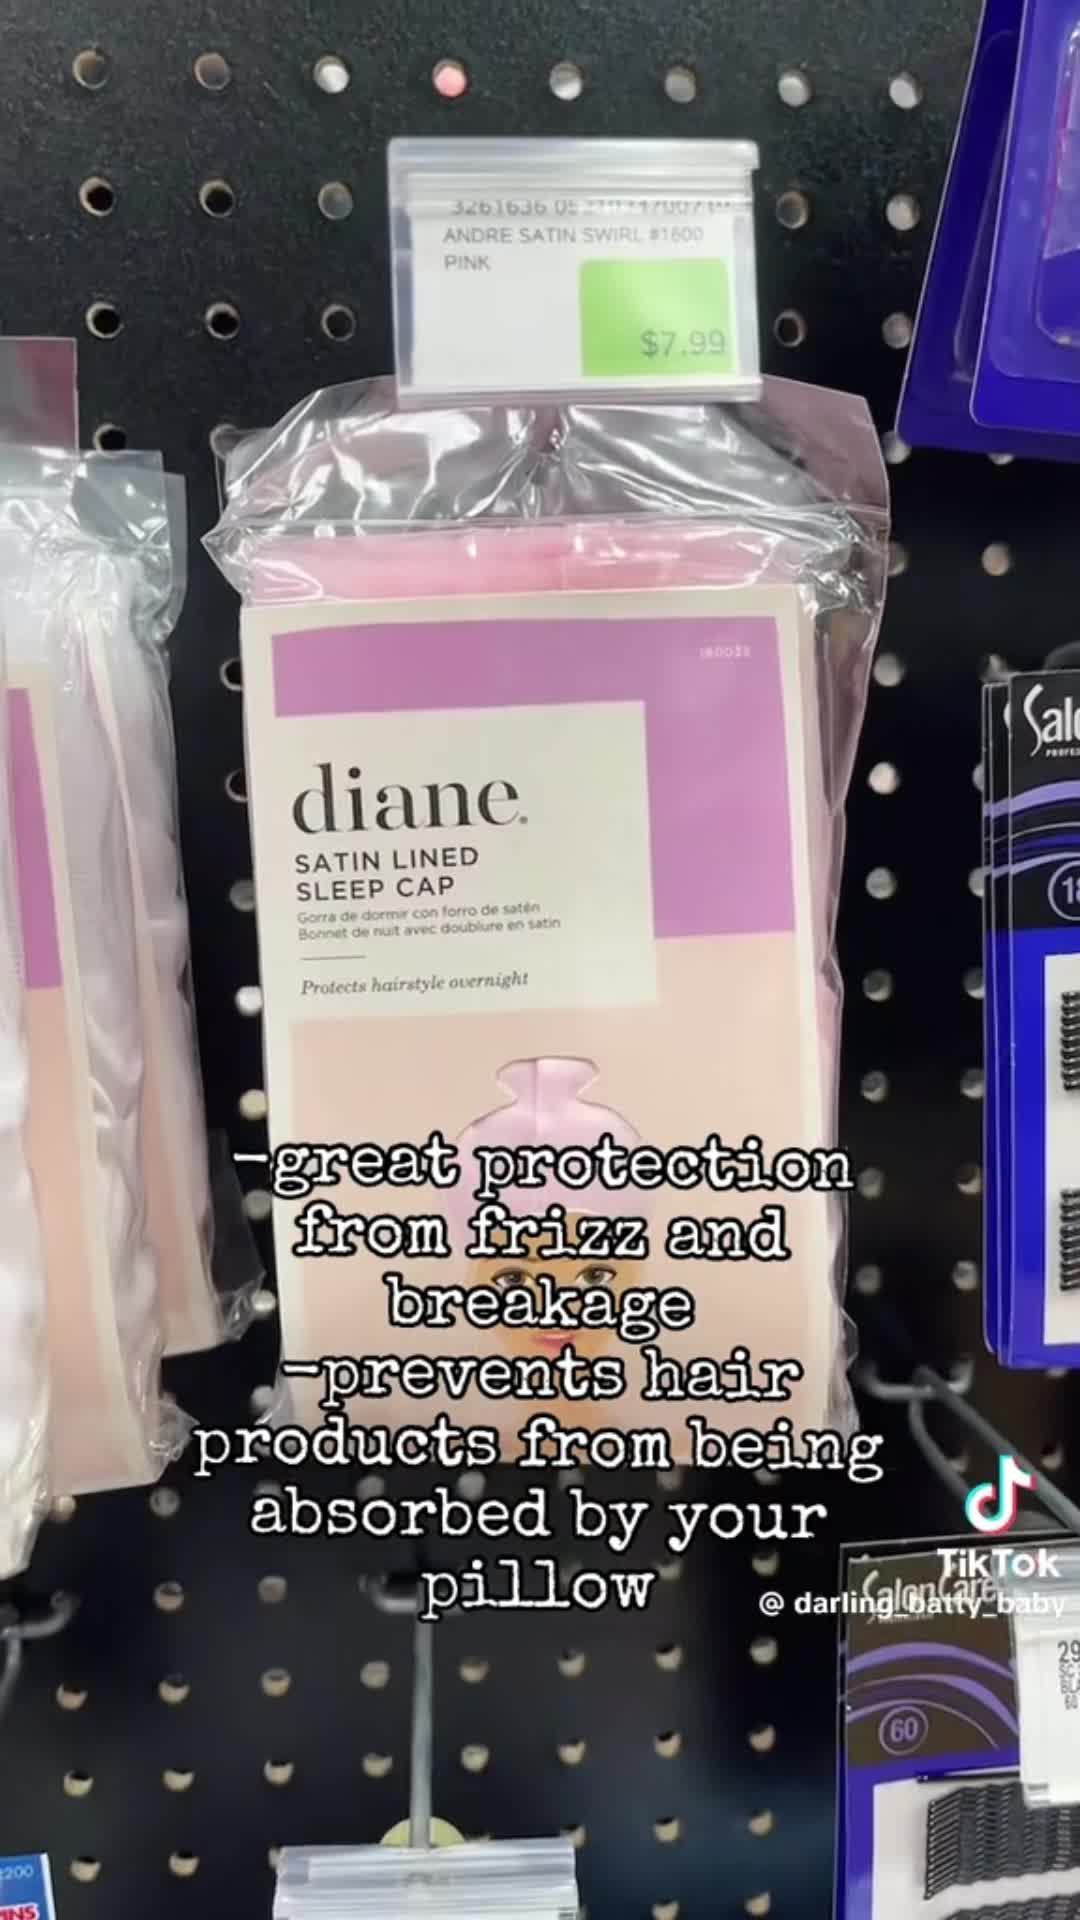 ANDRE SATIN SWIRL #1600
PINK
$7.99
diane.
SATIN LINED
SLEEP CAP
Gorra de dormir con forro de satén
Bonnet de nuit avec doublure en satin
Protects hairstyle overnight
-great protection
from frizz and
breakage
-prevents hair
products from being
absorbed by your
pillow
TikTok
@ darling_batty_baby
SalonCare
60